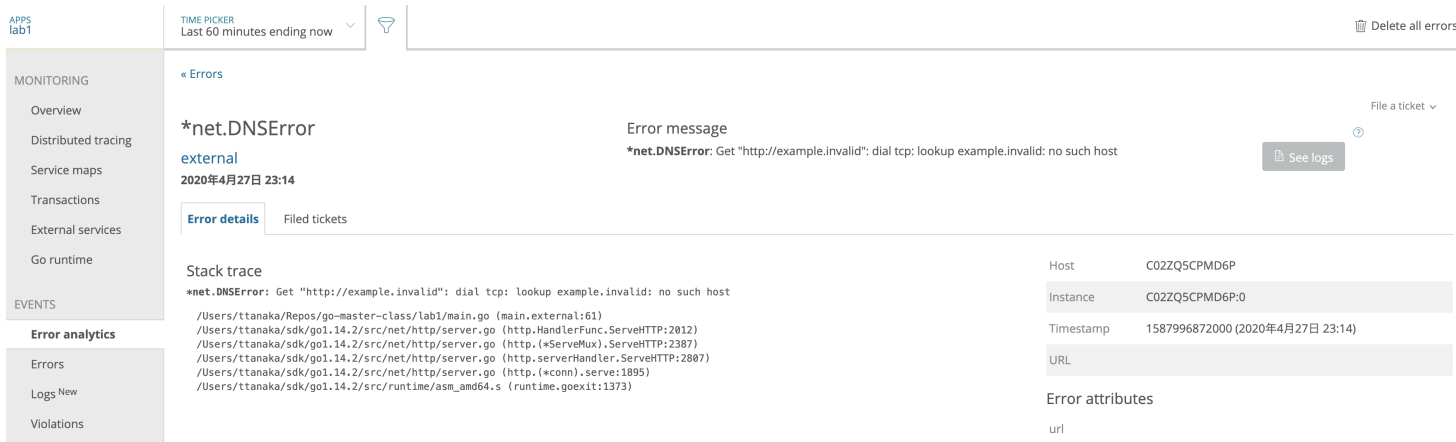 APPS
lab1
TIME PICKER
Last 60 minutes ending now
Delete all errors
MONITORING
Overview
Distributed tracing
Service maps
Transactions
External services
Go runtime
EVENTS
Error analytics
Errors
Logs New
Violations
« Errors
File a ticket
*net.DNSError
external
2020年4月27日 23:14
Error message
*net.DNSError: Get "http://example.invalid": dial tcp: lookup example.invalid: no such host
?
See logs
Error details Filed tickets
Stack trace
*net.DNSError: Get "http://example.invalid": dial tcp: lookup example.invalid: no such host
/Users/ttanaka/Repos/go-master-class/lab1/main.go (main.external:61)
/Users/ttanaka/sdk/go1.14.2/src/net/http/server.go (http.HandlerFunc.ServeHTTP:2012)
/Users/ttanaka/sdk/go1.14.2/src/net/http/server.go (http.(*ServeMux).ServeHTTP:2387)
/Users/ttanaka/sdk/go1.14.2/src/net/http/server.go (http.serverHandler.ServeHTTP:2807)
/Users/ttanaka/sdk/go1.14.2/src/net/http/server.go (http.(*conn).serve:1895)
/Users/ttanaka/sdk/go1.14.2/src/runtime/asm_amd64.s (runtime.goexit:1373)
Host C02ZQ5CPMD6P
Instance C02ZQ5CPMD6P:0
Timestamp 1587996872000 (2020年4月27日 23:14)
URL
Error attributes
url